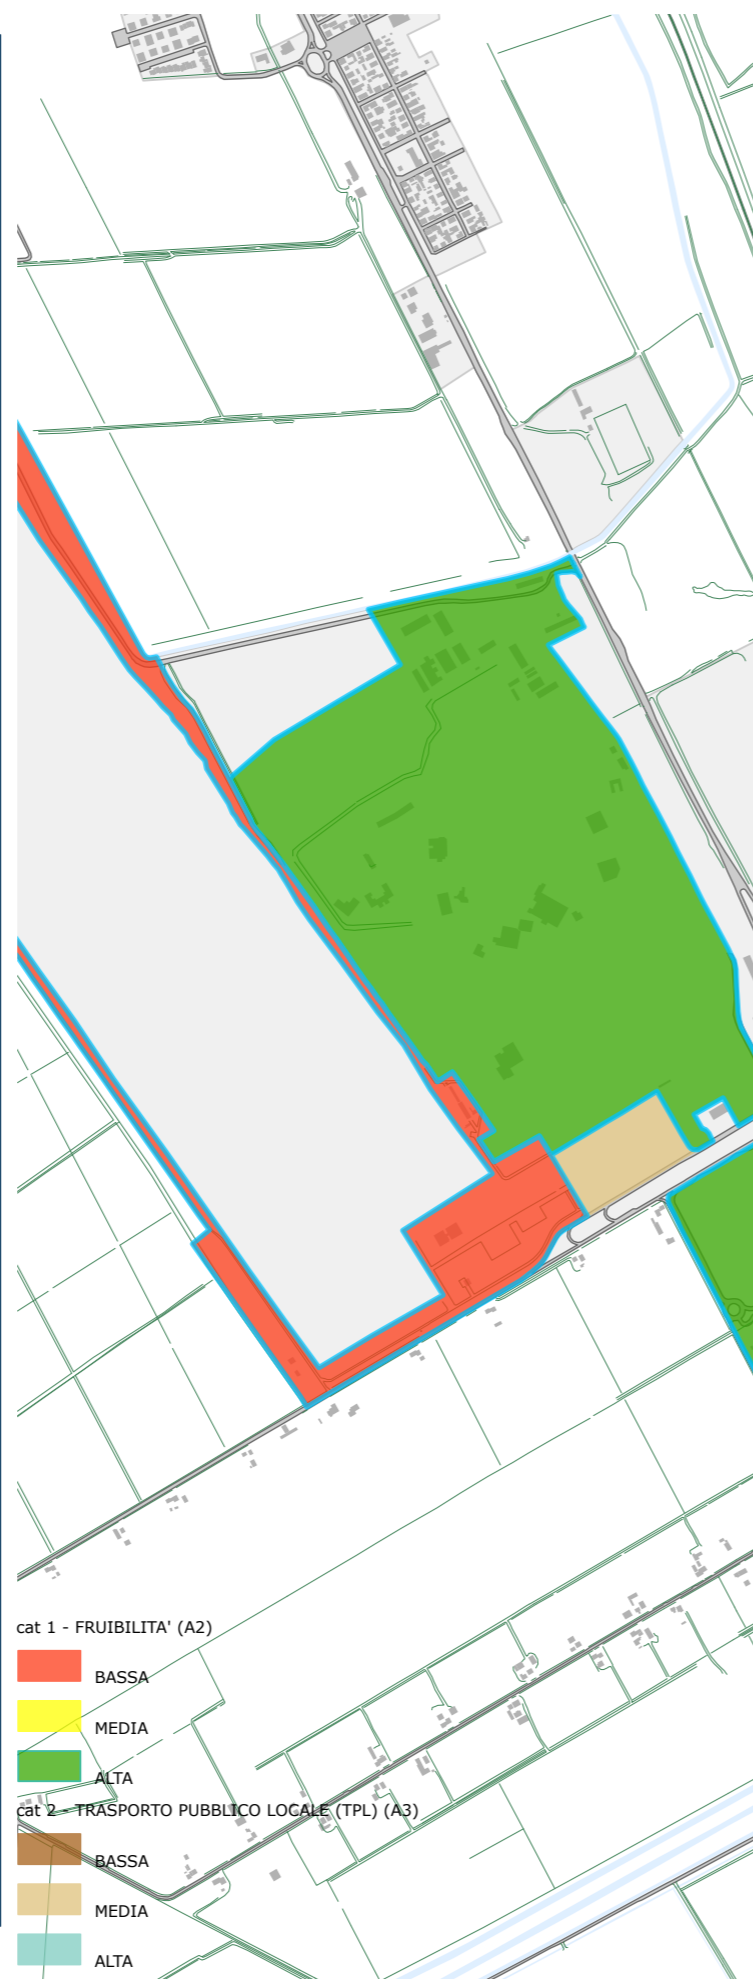 cat 1 - FRUIBILITA' (A2)
BASSA
MEDIA
ALTA
cat 2 - TRASPORTO PUBBLICO LOCALE (TPL) (A3)
BASSA
MEDIA
ALTA